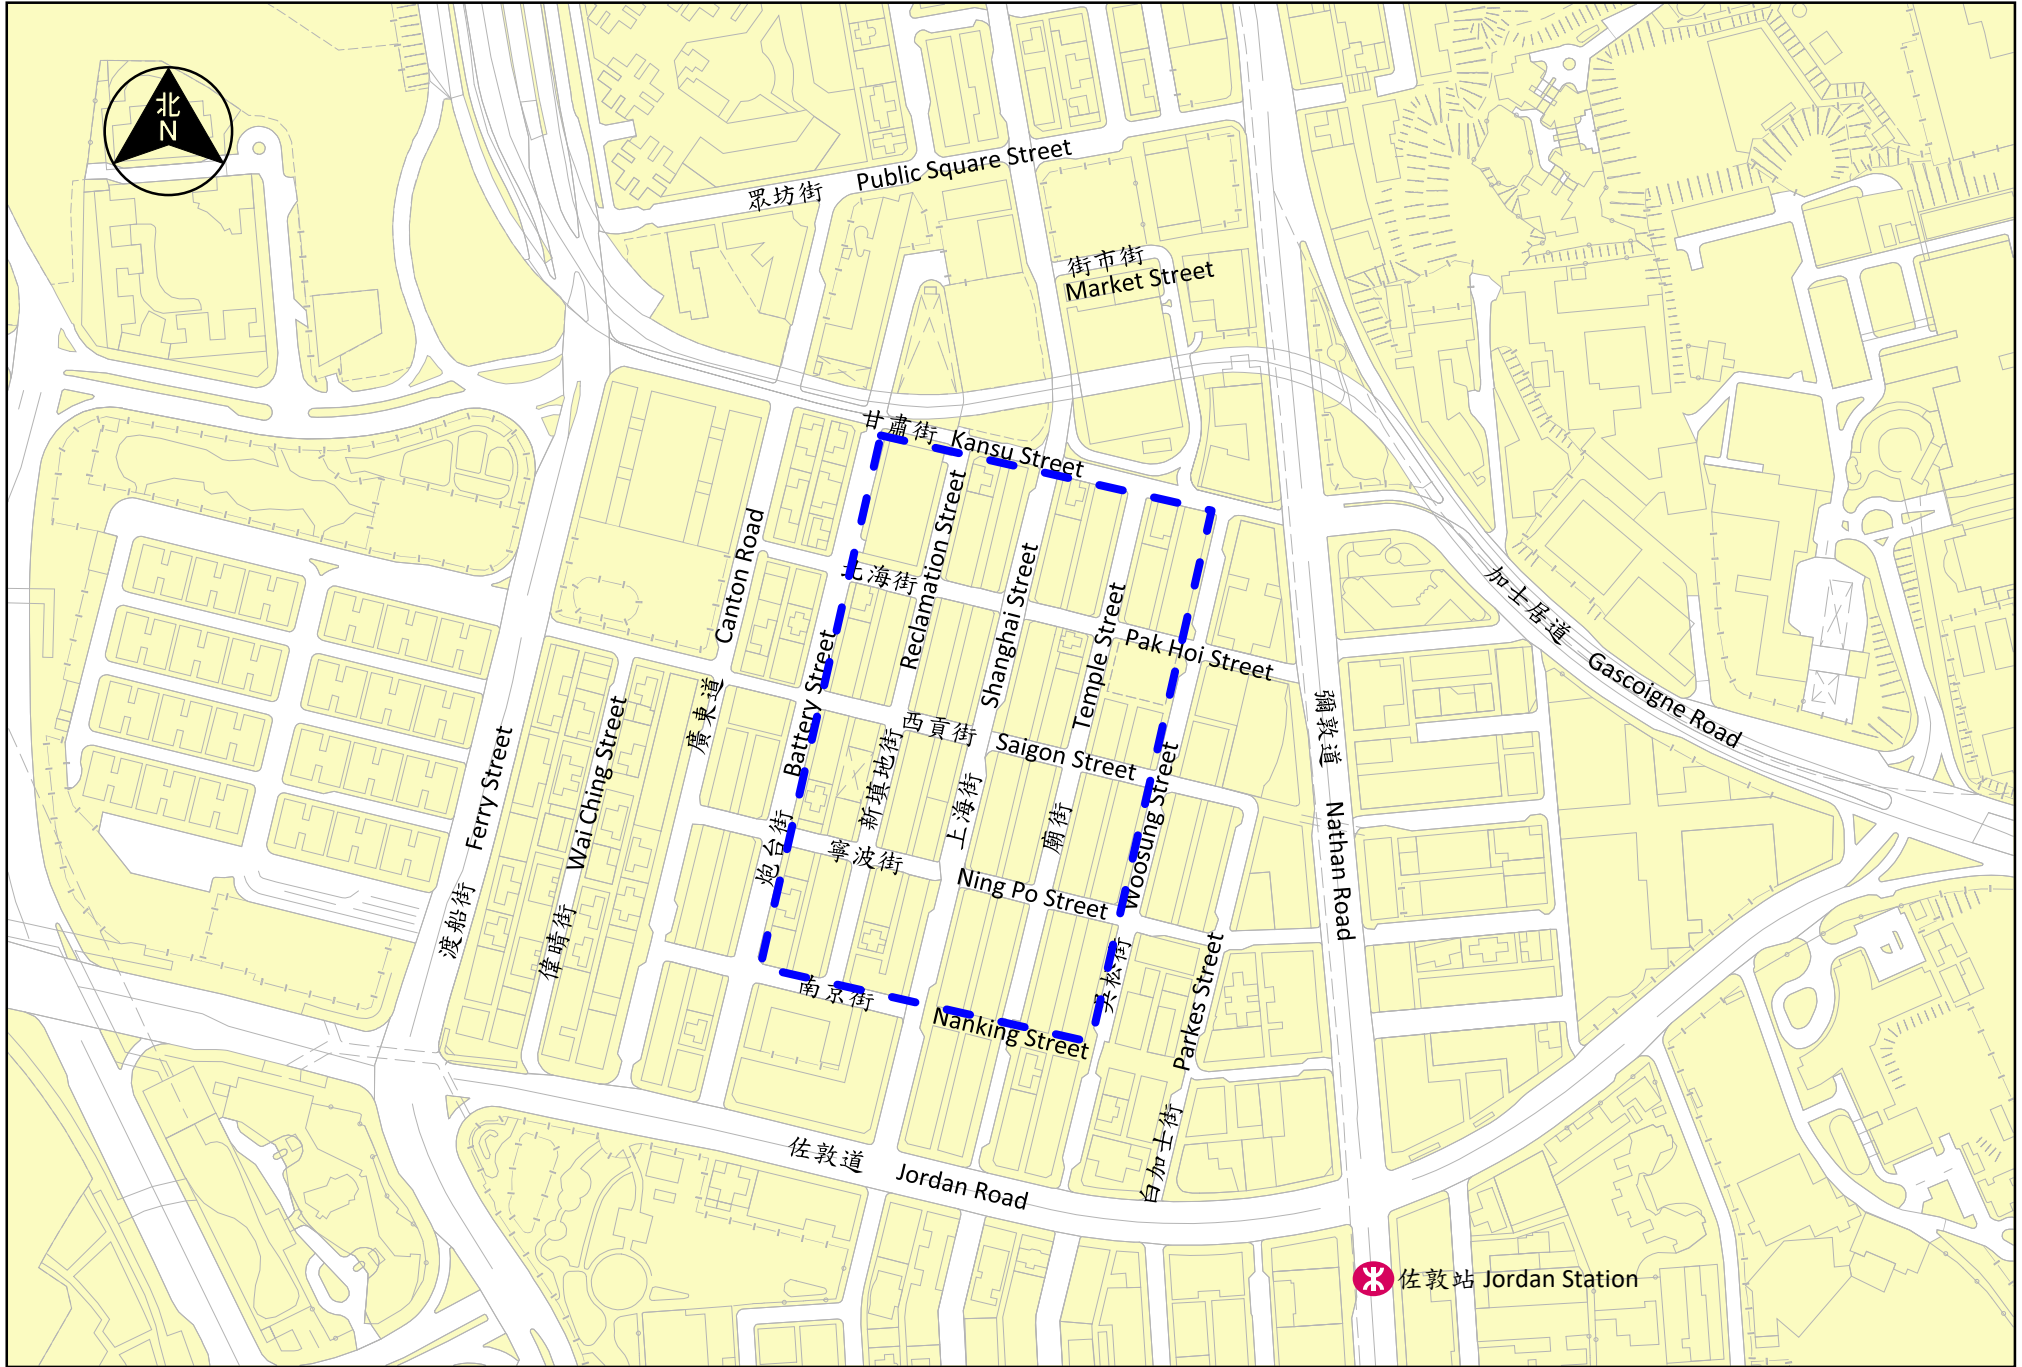 北
N
眾坊街 Public Square Street
街市街
Market Street
甘肅街 Kansu Street
北海街
Pak Hoi Street
Canton Road
廣東道
Reclamation Street
新填地街
Shanghai Street
上海街
Temple Street
廟街
Battery Street
炮台街
西貢街 Saigon Street
Woosung Street
吳松街
寧波街
Ning Po Street
南京街
Nanking Street
Ferry Street
渡船街
Wai Ching Street
偉晴街
Parkes Street
白加士街
彌敦道 Nathan Road
加士居道 Gascoigne Road
佐敦道 Jordan Road
佐敦站 Jordan Station